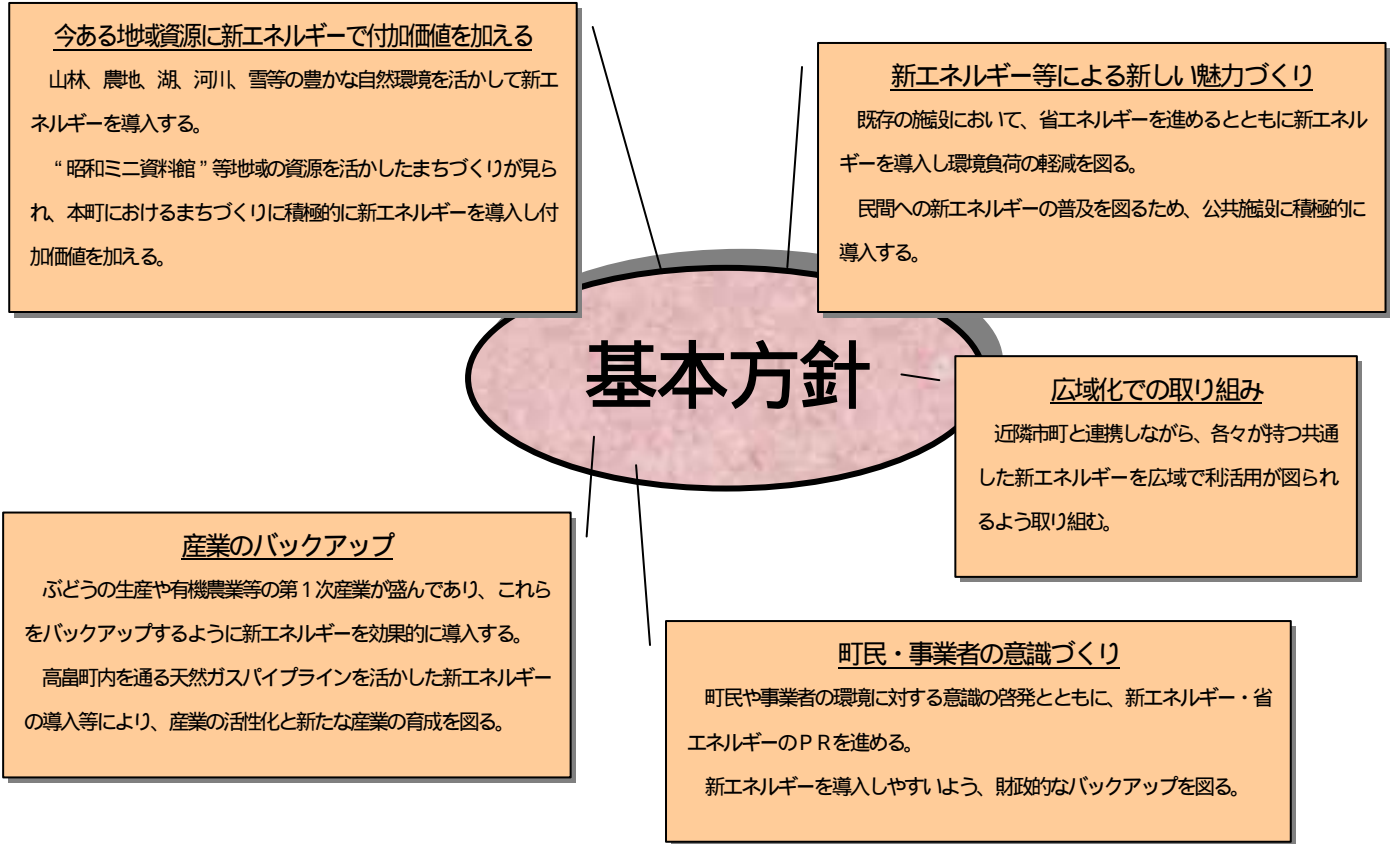 今ある地域資源に新エネルギーで付加価値を加える
山林、農地、湖、河川、雪等の豊かな自然環境を活かして新エ
ネルギーを導入する。
“昭和ミニ資料館”等地域の資源を活かしたまちづくりが見ら
れ、本町におけるまちづくりに積極的に新エネルギーを導入し付
加価値を加える。
新エネルギー等による新しい魅力づくり
既存の施設において、省エネルギーを進めるとともに新エネル
ギーを導入し環境負荷の軽減を図る。
民間への新エネルギーの普及を図るため、公共施設に積極的に
導入する。
基本方針
広域化での取り組み
近隣市町と連携しながら、各々が持つ共通
した新エネルギーを広域で利活用が図られ
るよう取り組む。
産業のバックアップ
ぶどうの生産や有機農業等の第1次産業が盛んであり、これら
をバックアップするように新エネルギーを効果的に導入する。
高畠町内を通る天然ガスパイプラインを活かした新エネルギー
の導入等により、産業の活性化と新たな産業の育成を図る。
町民・事業者の意識づくり
町民や事業者の環境に対する意識の啓発とともに、新エネルギー・省
エネルギーのPRを進める。
新エネルギーを導入しやすいよう、財政的なバックアップを図る。